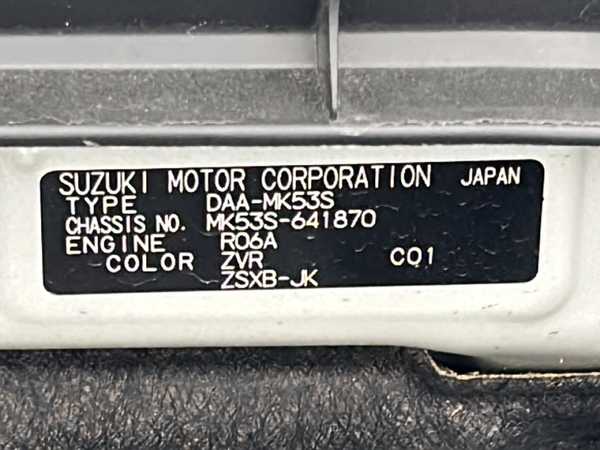 SUZUKI MOTOR CORPORATION JAPAN
TYPE DAA-MK53S
CHASSIS NO. MK53S-641870
ENGINE R06A
COLOR ZVR C01
ZSXB-JK